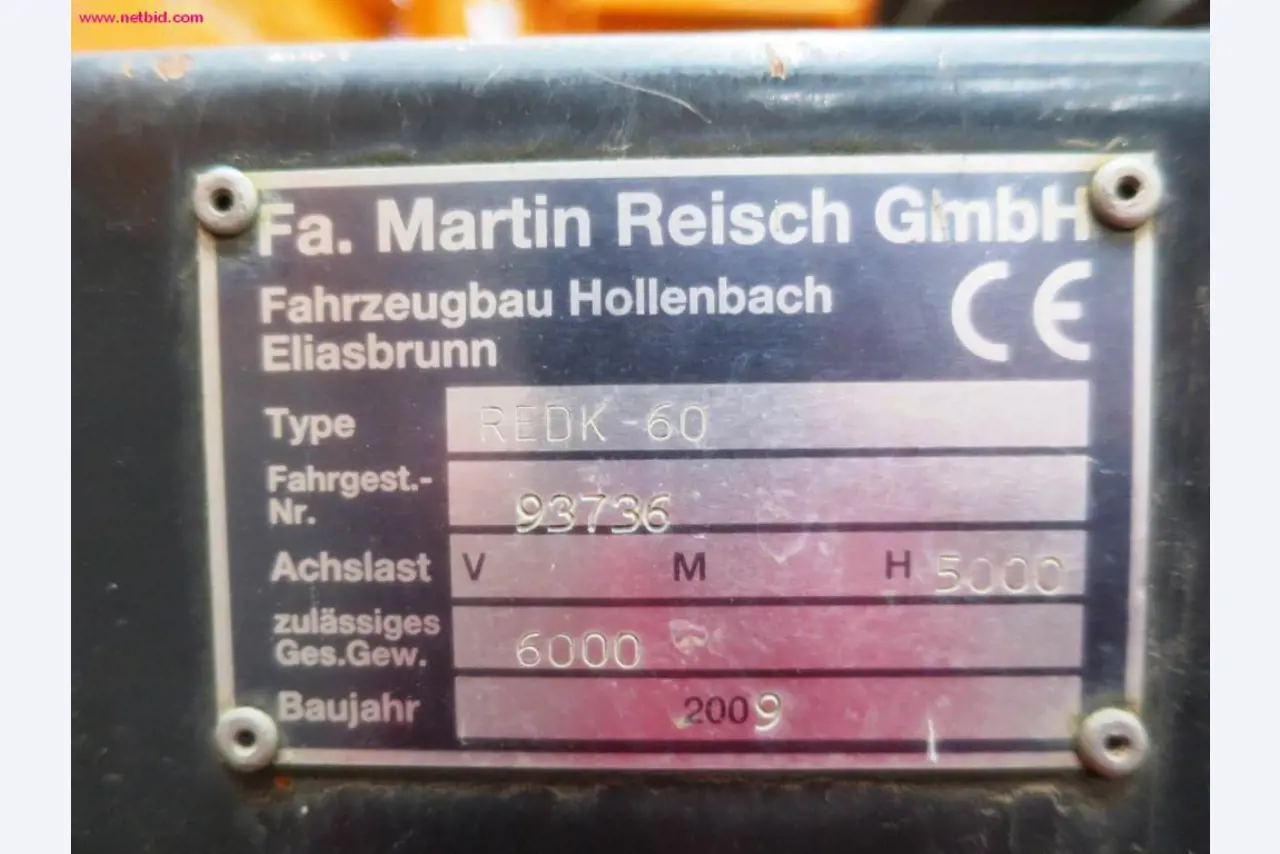 www.netbid.com
Fa. Martin Reisch GmbH
Fahrzeugbau Hollenbach
Eliasbrunn
CE
Type REDK-60
Fahrgest.-
Nr. 93736
Achslast V M H 5000
zulässiges
Ges.Gew. 6000
Baujahr 2009